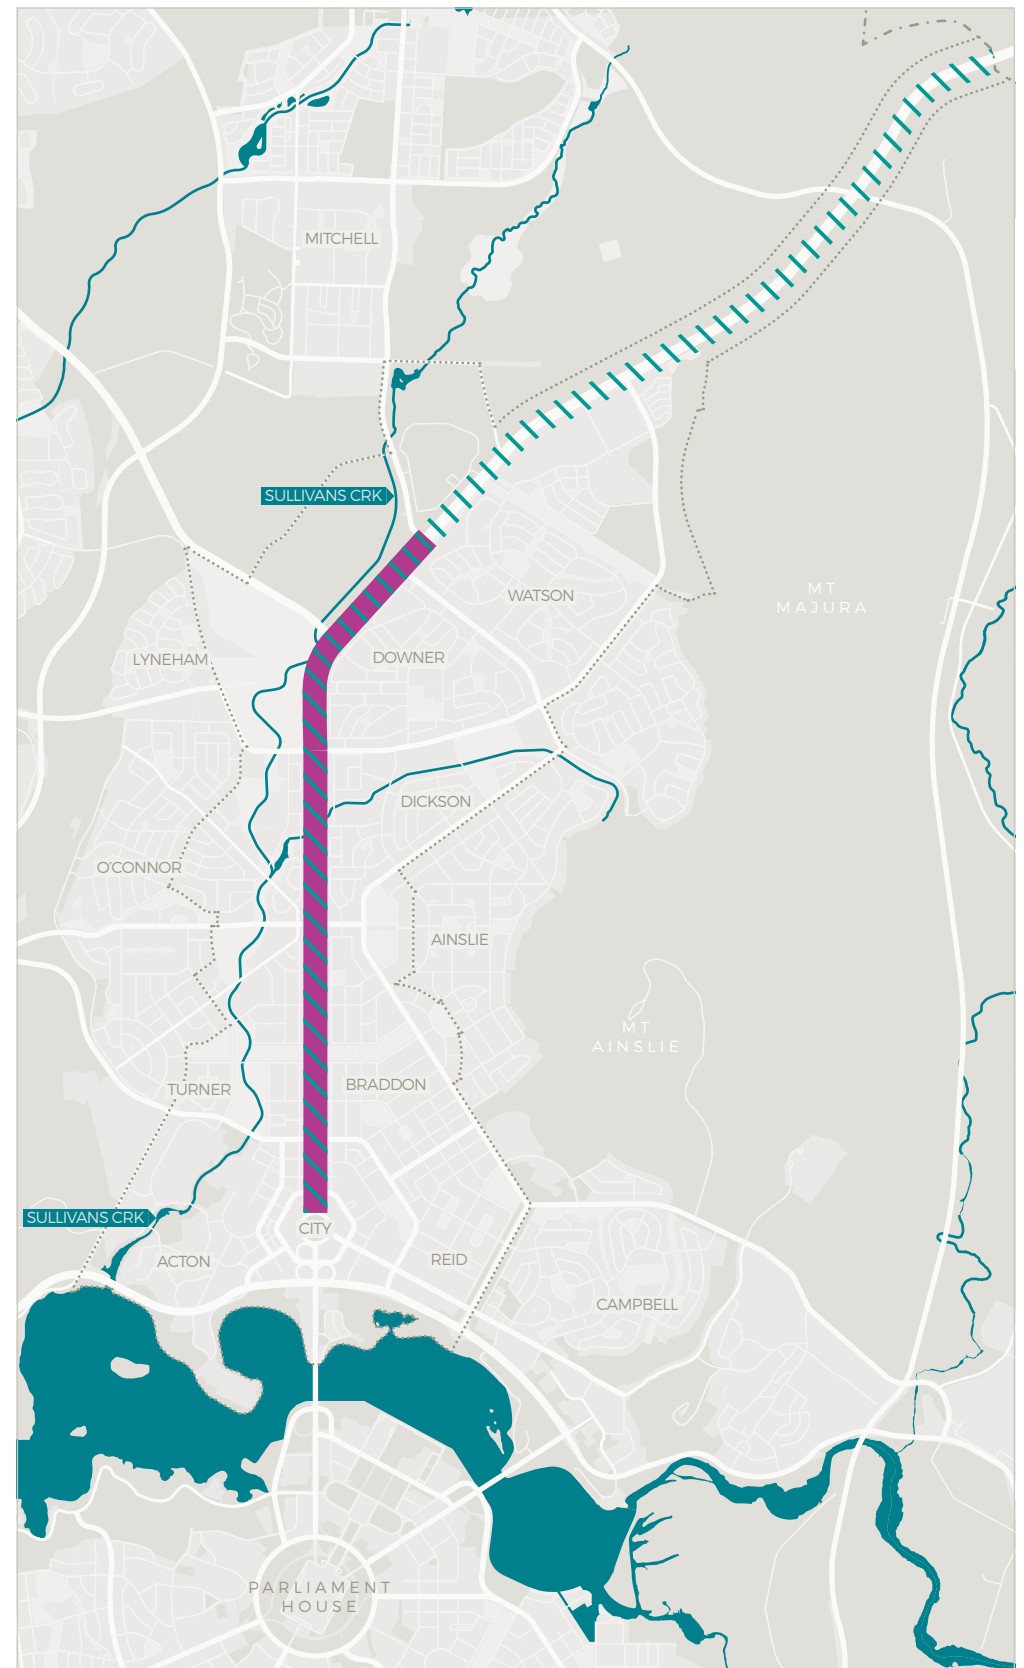 MITCHELL
SULLIVANS CRK
WATSON
MT
MAJURA
LYNEHAM
DOWNER
DICKSON
O'CONNOR
AINSLIE
MT
AINSLIE
TURNER
BRADDON
SULLIVANS CRK
CITY
ACTON
REID
CAMPBELL
PARLIAMENT
HOUSE